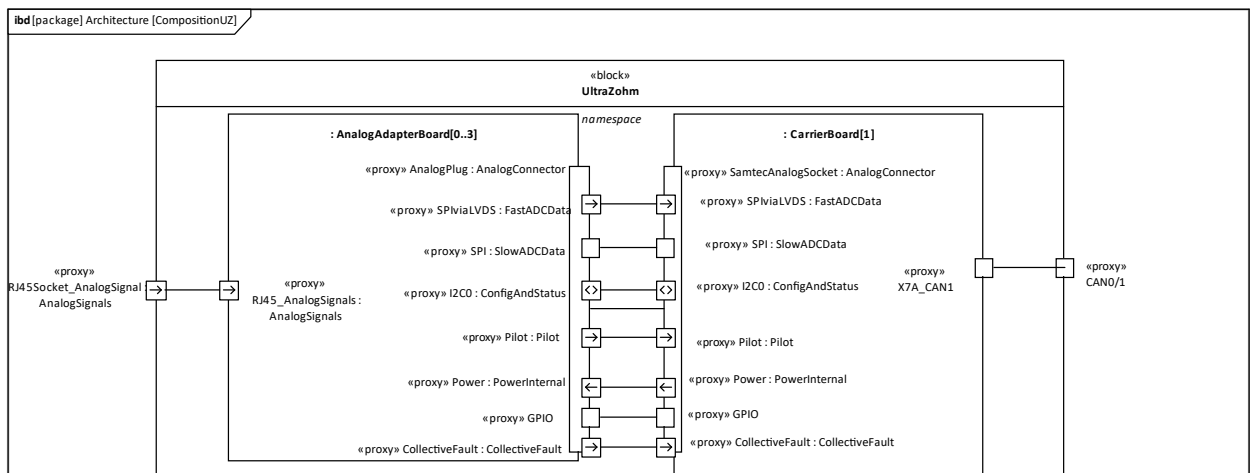 ibd [package] Architecture [CompositionUZ]
«block»
UltraZohm
namespace
: AnalogAdapterBoard[0..3]
: CarrierBoard[1]
«proxy» AnalogPlug : AnalogConnector
«proxy» SamtecAnalogSocket : AnalogConnector
«proxy» SPIviaLVDS : FastADCData
«proxy» SPIviaLVDS : FastADCData
«proxy» SPI : SlowADCData
«proxy» SPI : SlowADCData
«proxy»
RJ45Socket_AnalogSignal :
AnalogSignals
«proxy»
RJ45_AnalogSignals :
AnalogSignals
«proxy» I2C0 : ConfigAndStatus
«proxy» I2C0 : ConfigAndStatus
«proxy»
X7A_CAN1
«proxy»
CAN0/1
«proxy» Pilot : Pilot
«proxy» Pilot : Pilot
«proxy» Power : PowerInternal
«proxy» Power : PowerInternal
«proxy» GPIO
«proxy» GPIO
«proxy» CollectiveFault : CollectiveFault
«proxy» CollectiveFault : CollectiveFault